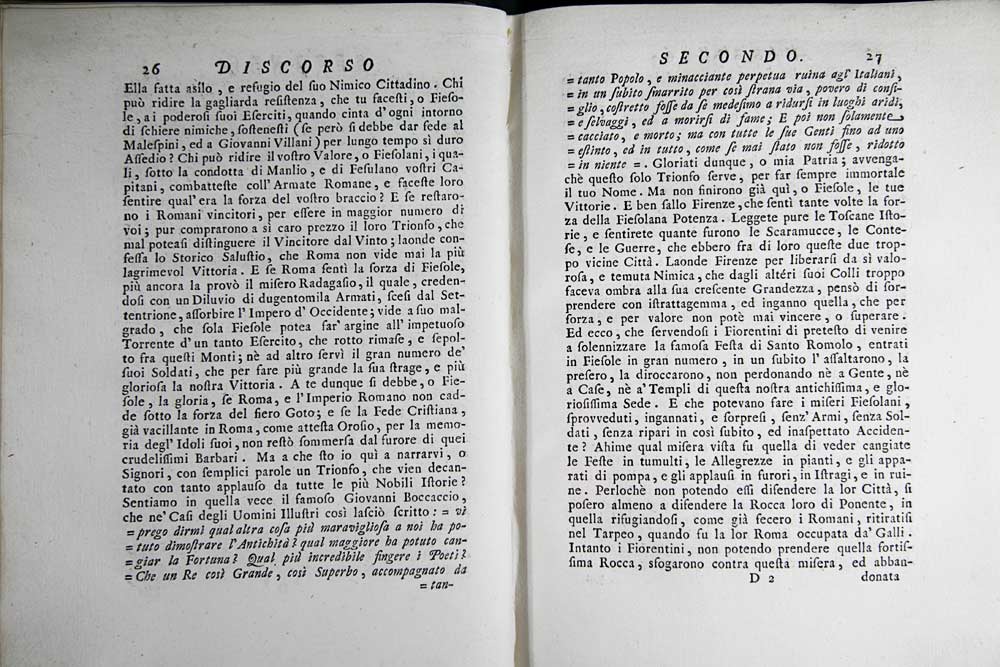 26 DISCORSO
Ella fatta asilo, e refugio del ſuo Nimico Cittadino. Chi
può ridire la gagliarda reſiſtenza, che tu faceſti, o Fieſo-
le, a i poderoſi ſuoi Eſerciti, quando cinta d'ogni intorno
di ſchiere nimiche, ſoſteneſti (ſe però ſi debbe dar fede al
Maleſpini, ed a Giovanni Villani) per lungo tempo sì duro
Aſſedio? Chi può ridire il voſtro Valore, o Fieſolani, i qua-
li, ſotto la condotta di Manlio, e di Feſulano voſtri Ca-
pitani, combatteſte coll'Armate Romane, e faceſte loro
ſentire qual'era la forza del voſtro braccio? E ſe reſtaro-
no i Romani vincitori, per eſſere in maggior numero di
voi; pur comprarono a sì caro prezzo il loro Trionfo, che
mal poteaſi diſtinguere il Vincitore dal Vinto; laonde con-
feſſa lo Storico Saluſtio, che Roma non vide mai la più
lagrimevol Vittoria. E ſe Roma ſentì la forza di Fieſole,
più ancora la provò il miſero Radagaſio, il quale, creden-
doſi con un Diluvio di dugentomila Armati, ſceſi dal Set-
tentrione, aſſorbire l'Impero d'Occidente; vide a ſuo mal-
grado, che ſola Fieſole potea far'argine all'impetuoſo
Torrente d'un tanto Eſercito, che rotto rimaſe, e ſepol-
to fra queſti Monti; nè ad altro ſervì il gran numero de'
ſuoi Soldati, che per fare più grande la ſua ſtrage, e più
glorioſa la noſtra Vittoria. A te dunque ſi debbe, o Fie-
ſole, la gloria, ſe Roma, e l'Imperio Romano non cad-
de ſotto la forza del fiero Goto; e ſe la Fede Criſtiana,
già vacillante in Roma, come atteſta Oroſio, per la memo-
ria degl'Idoli ſuoi, non reſtò ſommerſa dal furore di quei
crudeliſſimi Barbari. Ma a che ſto io quì a narrarvi, o
Signori, con ſemplici parole un Trionfo, che vien decan-
tato con tanto applauſo da tutte le più Nobili Iſtorie?
Sentiamo in quella vece il famoſo Giovanni Boccaccio,
che ne' Caſi degli Uomini Illuſtri così laſciò ſcritto: = vi
= prego dirmi qual altra coſa più maraviglioſa a noi ha po-
= tuto dimoſtrare l'Antichità? qual maggiore ha potuto can-
= giar la Fortuna? Qual più incredibile fingere i Poeti?
= Che un Re così Grande, così Superbo, accompagnato da
= tan-
SECONDO. 27
= tanto Popolo, e minacciante perpetua ruina agl' Italiani,
= in un ſubito ſmarrito per così ſtrana via, povero di conſi-
= glio, coſtretto foſſe da ſe medeſimo a ridurſi in luoghi aridi,
= e ſelvaggi, ed a morirſi di fame; E poi non ſolamente
= cacciato, e morto; ma con tutte le ſue Genti fino ad uno
= eſtinto, ed in tutto, come ſe mai ſtato non foſſe, ridotto
= in niente =. Gloriati dunque, o mia Patria; avvenga-
chè queſto ſolo Trionfo ſerve, per far ſempre immortale
il tuo Nome. Ma non finirono già quì, o Fieſole, le tue
Vittorie. E ben ſallo Firenze, che ſentì tante volte la for-
za della Fieſolana Potenza. Leggete pure le Toſcane Iſto-
rie, e ſentirete quante furono le Scaramucce, le Conte-
ſe, e le Guerre, che ebbero fra di loro queſte due trop-
po vicine Città. Laonde Firenze per liberarſi da sì valo-
roſa, e temuta Nimica, che dagli altéri ſuoi Colli troppo
faceva ombra alla ſua creſcente Grandezza, pensò di ſor-
prendere con iſtrattagemma, ed inganno quella, che per
forza, e per valore non potè mai vincere, o ſuperare.
Ed ecco, che ſervendoſi i Fiorentini di preteſto di venire
a ſolennizzare la famoſa Feſta di Santo Romolo, entrati
in Fieſole in gran numero, in un ſubito l'aſſaltarono, la
preſero, la diroccarono, non perdonando nè a Gente, nè
a Caſe, nè a' Templi di queſta noſtra antichiſſima, e glo-
rioſiſſima Sede. E che potevano fare i miſeri Fieſolani,
ſprovveduti, ingannati, e ſorpreſi, ſenz' Armi, ſenza Sol-
dati, ſenza ripari in così ſubito, ed inaſpettato Acciden-
te? Ahime qual miſera viſta fu quella di veder cangiate
le Feſte in tumulti, le Allegrezze in pianti, e gli appa-
rati di pompa, e gli applauſi in furori, in Iſtragi, e in rui-
ne. Perlochè non potendo eſſi difendere la lor Città, ſi
poſero almeno a difendere la Rocca loro di Ponente, in
quella rifugiandoſi, come già fecero i Romani, ritiratiſi
nel Tarpeo, quando fu la lor Roma occupata da' Galli.
Intanto i Fiorentini, non potendo prendere quella fortiſ-
ſima Rocca, sfogarono contra queſta miſera, ed abban-
D 2 donata